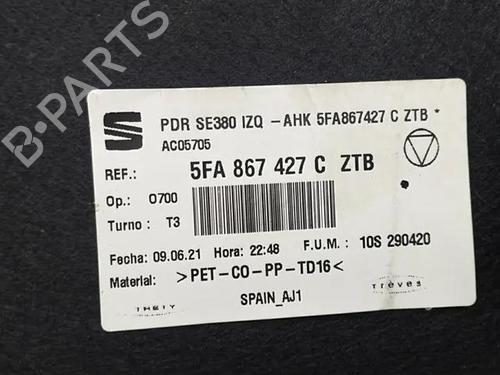 PDR SE380 IZQ -AHK 5FA867427 C ZTB *
AC05705
REF.: 5FA 867 427 C ZTB
Op.: 0700
Turno: T3
Fecha: 09.06.21 Hora: 22:48 F.U.M.: 10S 290420
Material: >PET-CO-PP-TD16<
SPAIN_AJ1
treves
B-PARTS